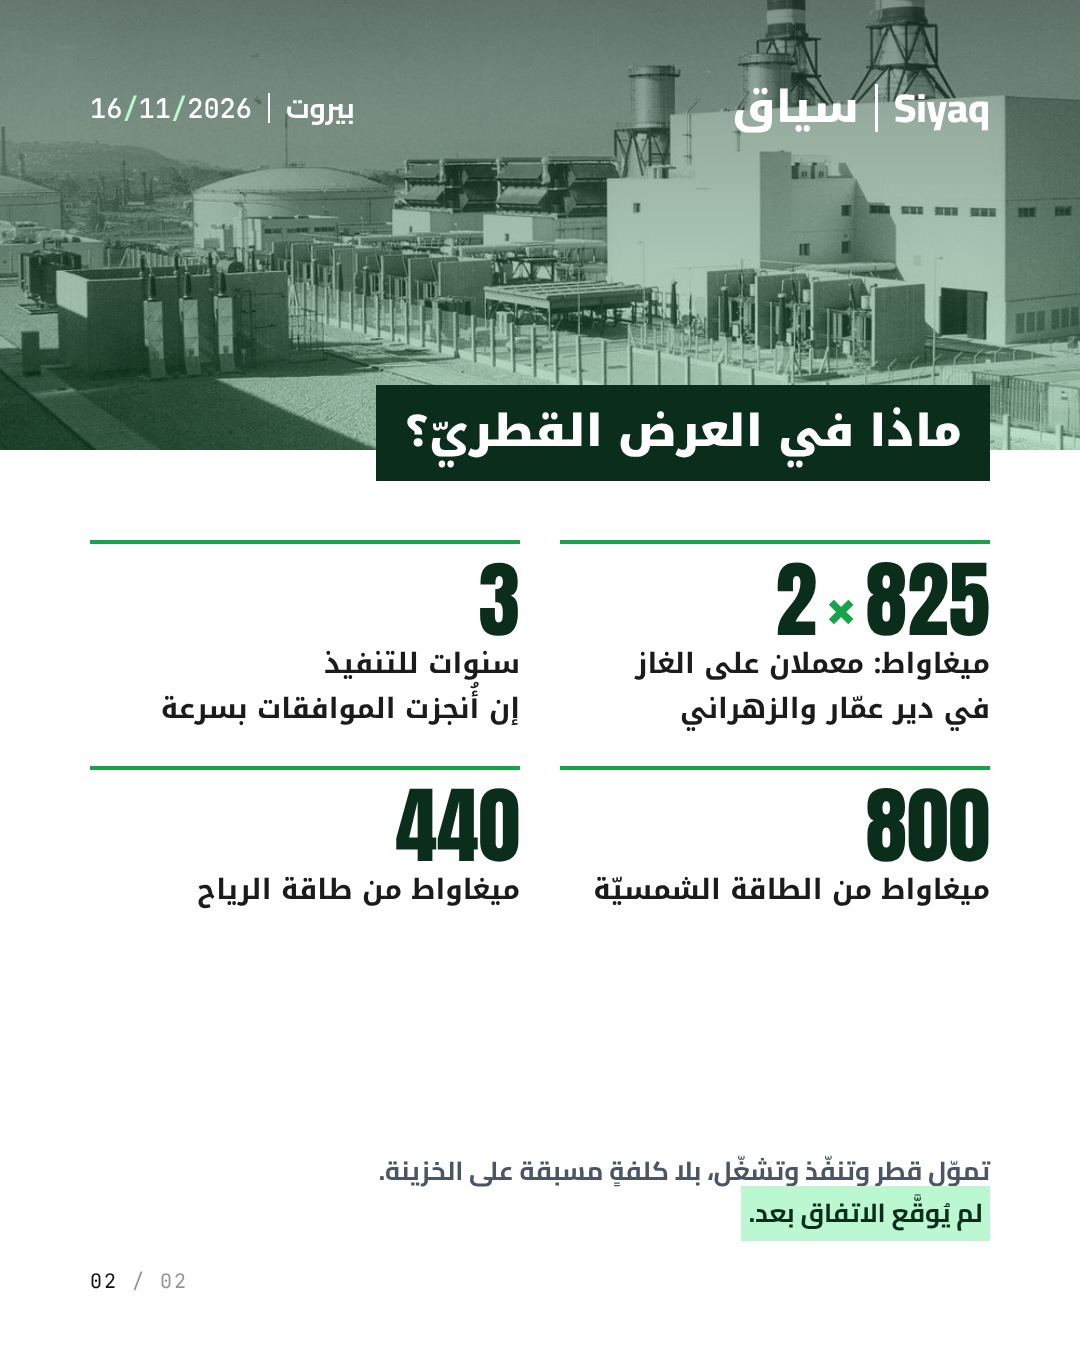 سياق | Siyaq
بيروت | 16/11/2026
ماذا في العرض القطريّ؟
2 × 825
ميغاواط: معملان على الغاز
في دير عمّار والزهراني
3
سنوات للتنفيذ
إن أُنجزت الموافقات بسرعة
800
ميغاواط من الطاقة الشمسيّة
440
ميغاواط من طاقة الرياح
تموّل قطر وتنفّذ وتشغّل، بلا كلفةٍ مسبقة على الخزينة.
لم يُوقَّع الاتفاق بعد.
02 / 02